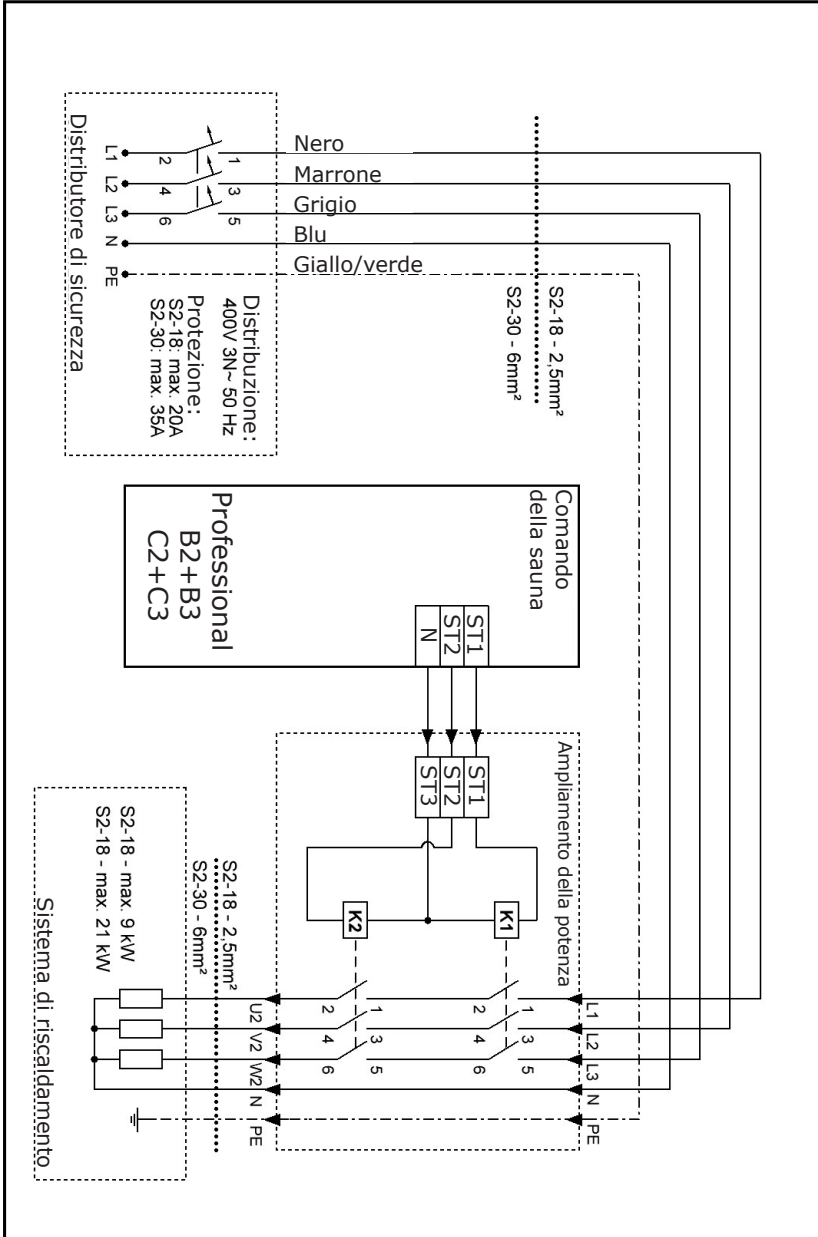 Nero
Marrone
Grigio
Blu
Giallo/verde
1
3
5
2
4
6
L1
L2
L3
N
PE
Distributore di sicurezza
Distribuzione:
400V 3N~ 50 Hz
Protezione:
S2-18: max. 20A
S2-30: max. 35A
S2-18 - 2,5mm²
S2-30 - 6mm²
Comando
della sauna
Professional
B2+B3
C2+C3
ST1
ST2
N
Ampliamento della potenza
ST1
ST2
ST3
K1
K2
L1
L2
L3
N
PE
1
3
5
2
4
6
1
3
5
2
4
6
U2
V2
W2
N
PE
S2-18 - 2,5mm²
S2-30 - 6mm²
S2-18 - max. 9 kW
S2-18 - max. 21 kW
Sistema di riscaldamento